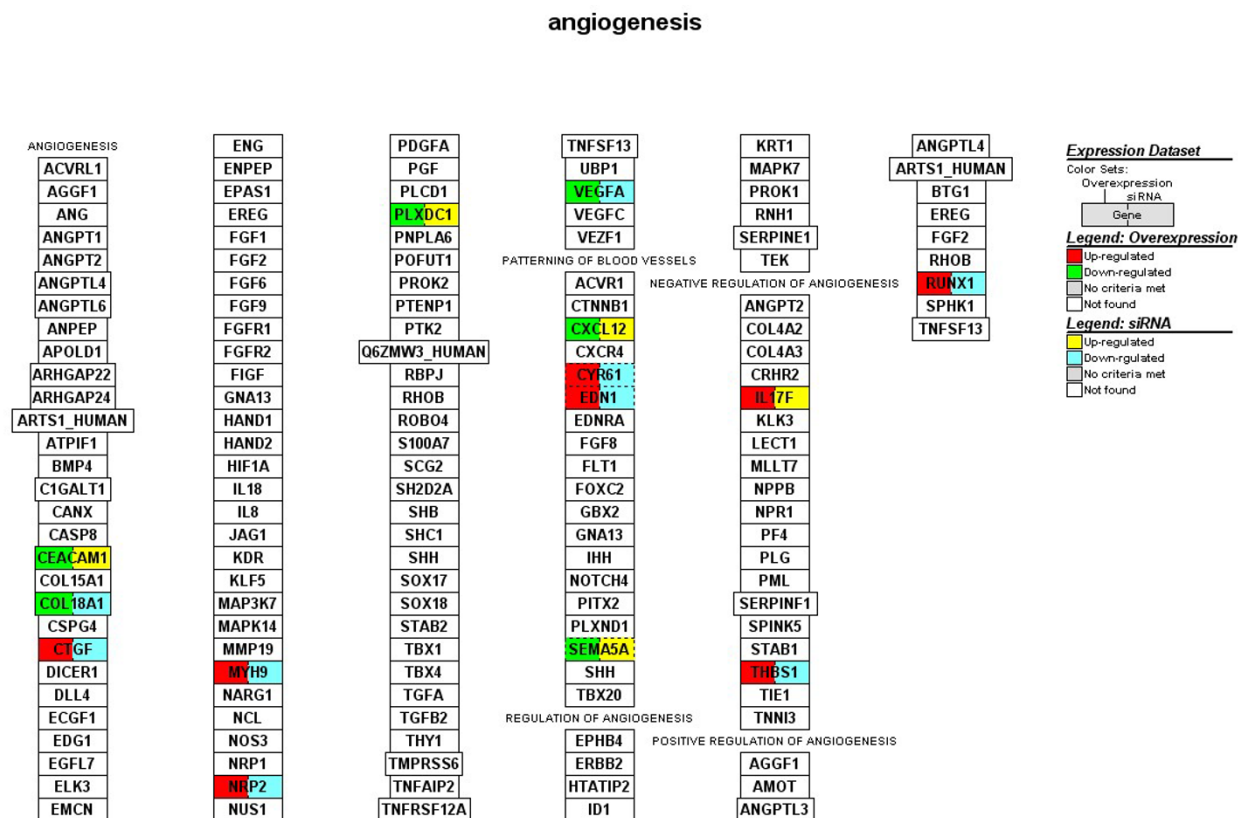 angiogenesis
ANGIOGENESIS
ACVRL1
AGGF1
ANG
ANGPT1
ANGPT2
ANGPTL4
ANGPTL6
ANPEP
APOLD1
ARHGAP22
ARHGAP24
ARTS1_HUMAN
ATPIF1
BMP4
C1GALT1
CANX
CASP8
CEACAM1
COL15A1
COL18A1
CSPG4
CTGF
DICER1
DLL4
ECGF1
EDG1
EGFL7
ELK3
EMCN
ENG
ENPEP
EPAS1
EREG
FGF1
FGF2
FGF6
FGF9
FGFR1
FGFR2
FIGF
GNA13
HAND1
HAND2
HIF1A
IL18
IL8
JAG1
KDR
KLF5
MAP3K7
MAPK14
MMP19
MYH9
NARG1
NCL
NOS3
NRP1
NRP2
NUS1
PDGFA
PGF
PLCD1
PLXDC1
PNPLA6
POFUT1
PROK2
PTENP1
PTK2
Q6ZMW3_HUMAN
RBPJ
RHOB
ROBO4
S100A7
SCG2
SH2D2A
SHB
SHC1
SHH
SOX17
SOX18
STAB2
TBX1
TBX4
TGFA
TGFB2
THY1
TMPRSS6
TNFAIP2
TNFRSF12A
TNFSF13
UBP1
VEGFA
VEGFC
VEZF1
PATTERNING OF BLOOD VESSELS
ACVR1
CTNNB1
CXCL12
CXCR4
CYR61
EDN1
EDNRA
FGF8
FLT1
FOXC2
GBX2
GNA13
IHH
NOTCH4
PITX2
PLXND1
SEMA5A
SHH
TBX20
REGULATION OF ANGIOGENESIS
EPHB4
ERBB2
HTATIP2
ID1
KRT1
MAPK7
PROK1
RNH1
SERPINE1
TEK
NEGATIVE REGULATION OF ANGIOGENESIS
ANGPT2
COL4A2
COL4A3
CRHR2
IL17F
KLK3
LECT1
MLLT7
NPPB
NPR1
PF4
PLG
PML
SERPINF1
SPINK5
STAB1
THBS1
TIE1
TNNI3
POSITIVE REGULATION OF ANGIOGENESIS
AGGF1
AMOT
ANGPTL3
ANGPTL4
ARTS1_HUMAN
BTG1
EREG
FGF2
RHOB
RUNX1
SPHK1
TNFSF13
Expression Dataset
Color Sets:
Overexpression
siRNA
Gene
Legend: Overexpression
Up-regulated
Down-regulated
No criteria met
Not found
Legend: siRNA
Up-regulated
Down-rgulated
No criteria met
Not found